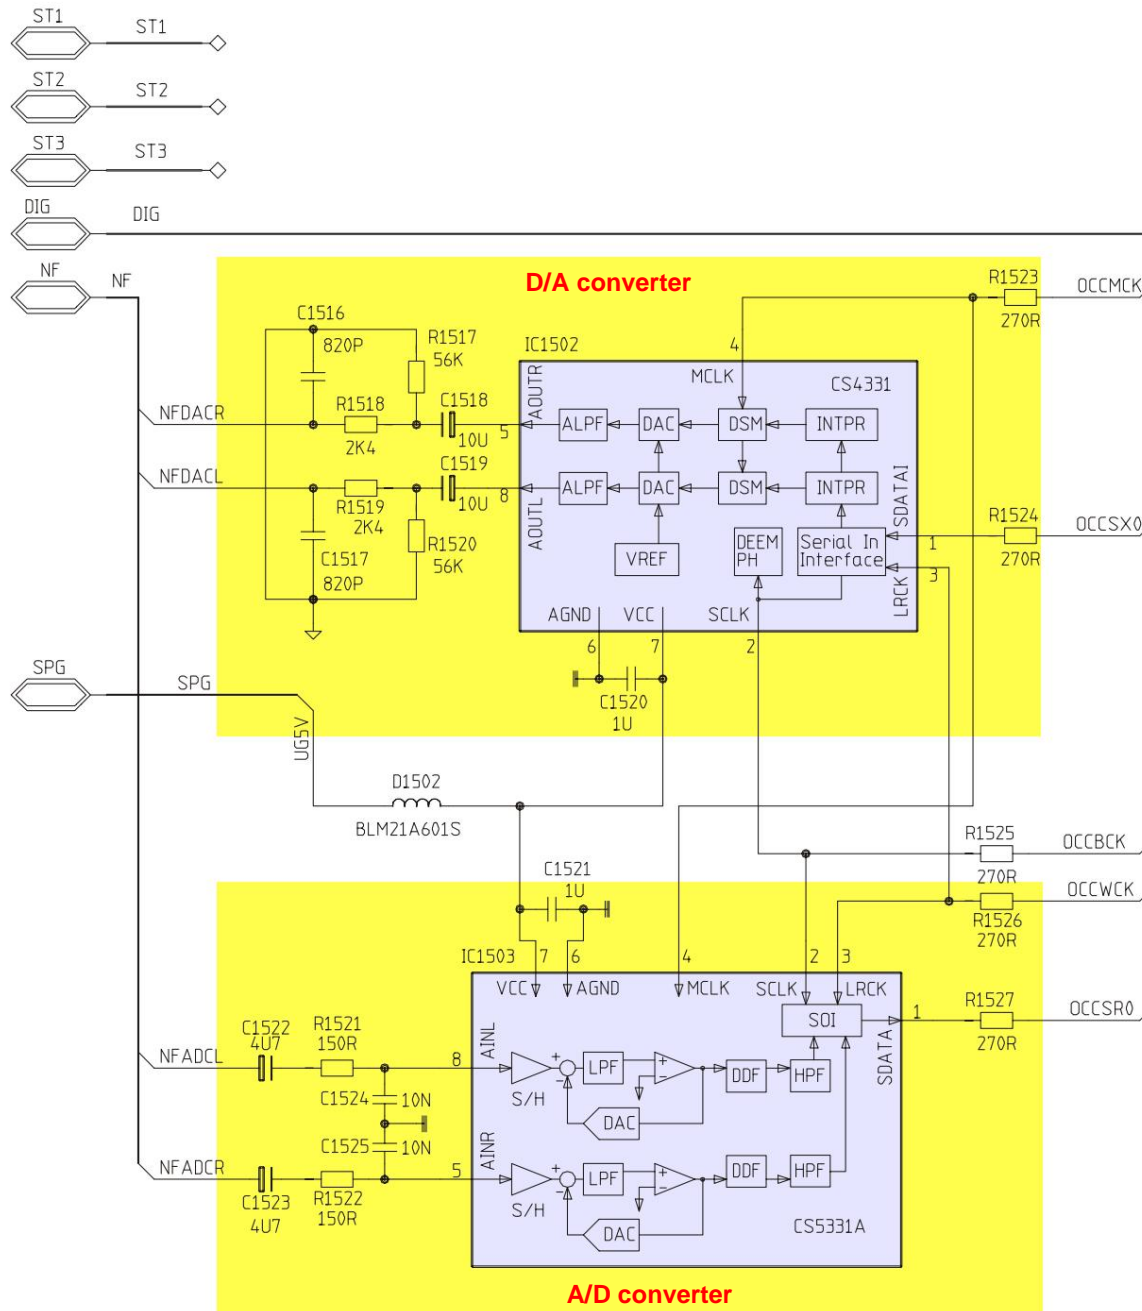 ST1
ST1
ST2
ST2
ST3
ST3
DIG
DIG
NF
NF
D/A converter
R1523
270R
OCCMCK
C1516
820P
R1517
56K
IC1502
4
MCLK
CS4331
NFDACR
R1518
2K4
C1518
10U
5
AOUTR
ALPF
DAC
DSM
INTPR
NFDACL
R1519
2K4
C1519
10U
8
AOUTL
ALPF
DAC
DSM
INTPR
SDATAI
C1517
820P
R1520
56K
VREF
DEEM
PH
Serial In
Interface
1
3
LRCK
R1524
270R
OCCSX0
AGND
VCC
SCLK
6
7
2
C1520
1U
SPG
SPG
UG5V
D1502
BLM21A601S
R1525
270R
OCCBCK
C1521
1U
R1526
270R
OCCWCK
IC1503
7
6
4
2
3
VCC
AGND
MCLK
SCLK
LRCK
SOI
SDATA
1
R1527
270R
OCCSR0
NFADCL
C1522
4U7
R1521
150R
8
AINL
S/H
+
−
LPF
+
−
DAC
DDF
HPF
C1524
10N
C1525
10N
NFADCR
C1523
4U7
R1522
150R
5
AINR
S/H
+
−
LPF
+
−
DAC
DDF
HPF
CS5331A
A/D converter